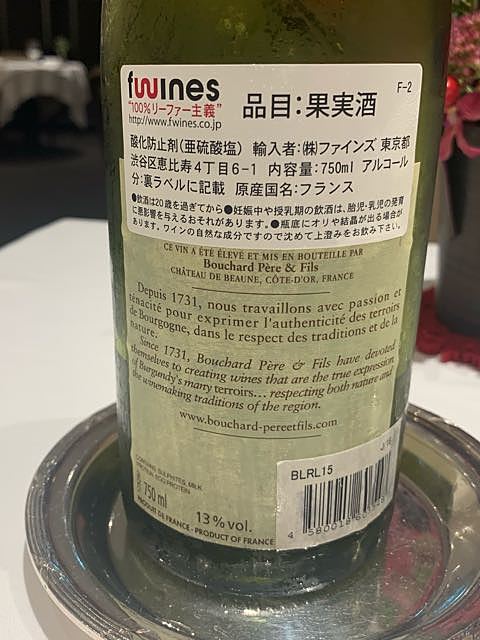 fwines
"100%リーファー主義"
http://www.fwines.co.jp
品目:果実酒
F-2
酸化防止剤(亜硫酸塩) 輸入者:㈱ファインズ 東京都
渋谷区恵比寿4丁目6-1 内容量:750ml アルコール
分:裏ラベルに記載 原産国名:フランス
●飲酒は20歳を過ぎてから●妊娠中や授乳期の飲酒は、胎児・乳児の発育
に悪影響を与えるおそれがあります。●瓶底にオリや結晶が出る場合が
あります。ワインの自然な成分ですので沈めて上澄みをお飲み下さい。
CE VIN A ÉTÉ ÉLEVÉ ET MIS EN BOUTEILLE PAR
Bouchard Père & Fils
CHÂTEAU DE BEAUNE, CÔTE-D'OR, FRANCE
Depuis 1731, nous travaillons avec passion et
ténacité pour exprimer l'authenticité des terroirs
de Bourgogne, dans le respect des traditions et de la
nature.
Since 1731, Bouchard Père & Fils have devoted
themselves to creating wines that are the true expression
of Burgundy's many terroirs... respecting both nature and
the winemaking traditions of the region.
www.bouchard-pereetfils.com
CONTAINS SULPHITES, MILK
PROTEIN, EGG PROTEIN
750 ml
13% vol.
PRODUIT DE FRANCE - PRODUCT OF FRANCE
BLRL15